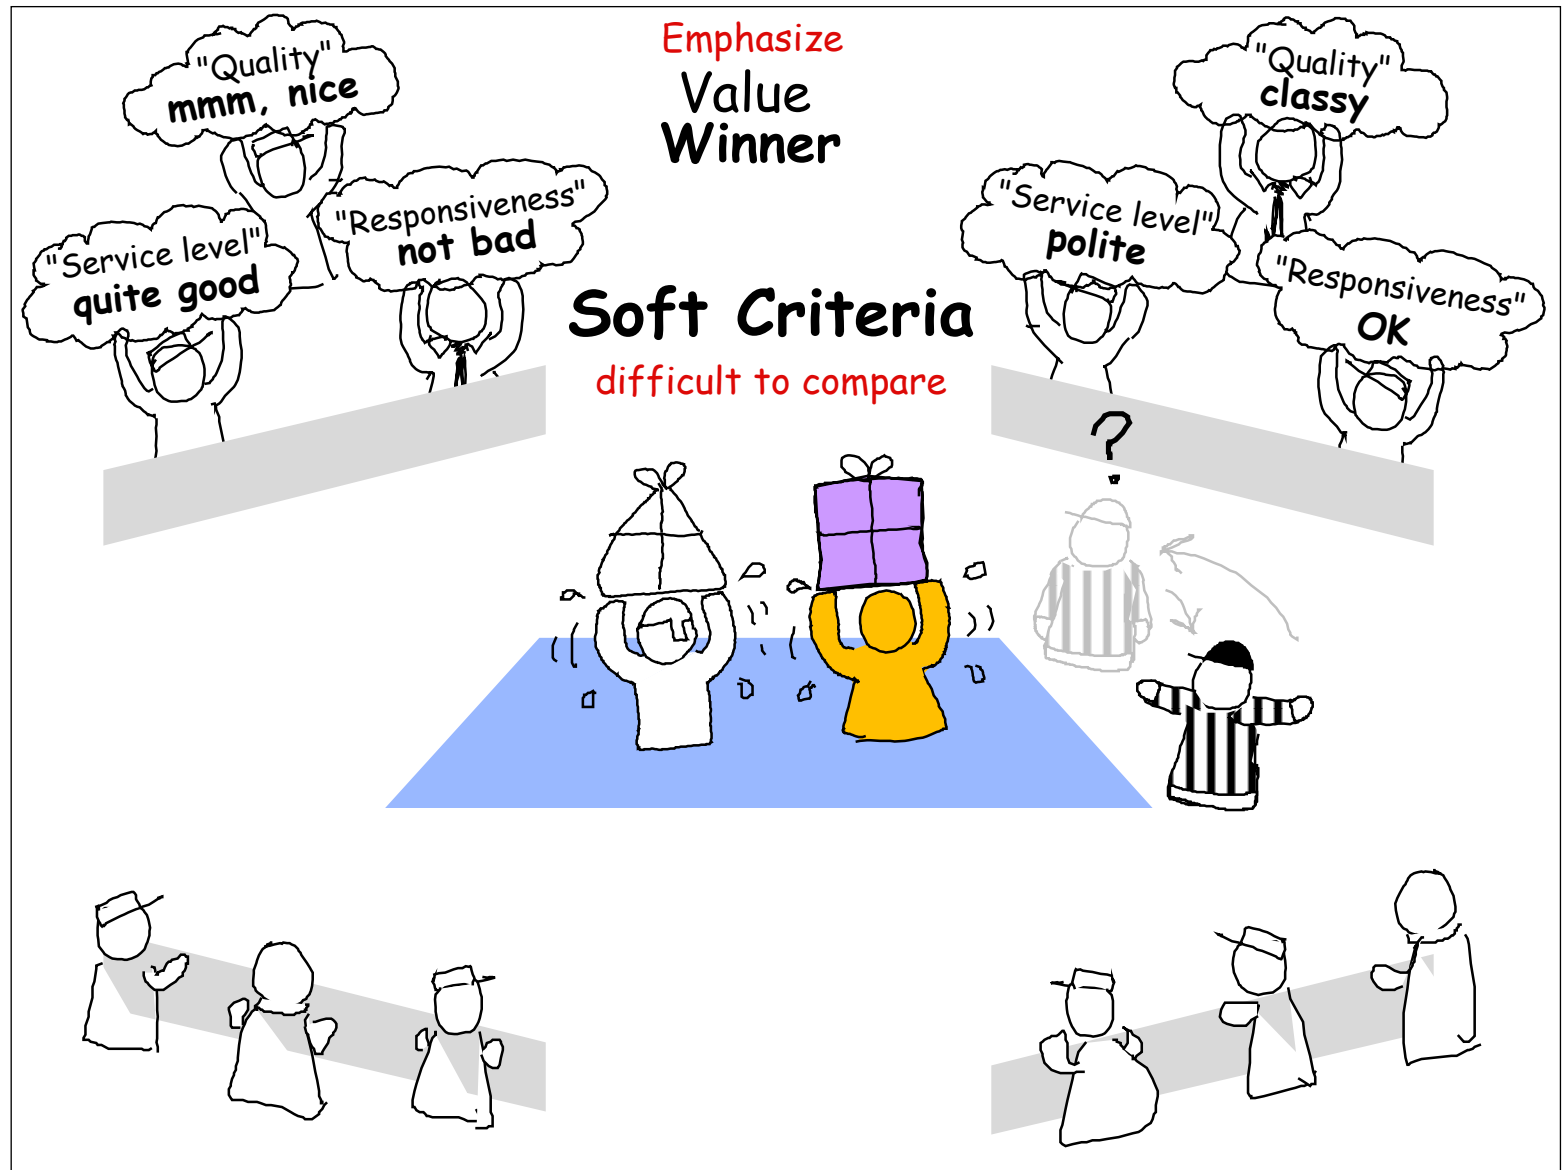 Emphasize
Value
Winner
"Quality"
mmm, nice
"Responsiveness"
not bad
"Service level"
quite good
"Quality"
classy
"Service level"
polite
"Responsiveness"
OK
Soft Criteria
difficult to compare
?